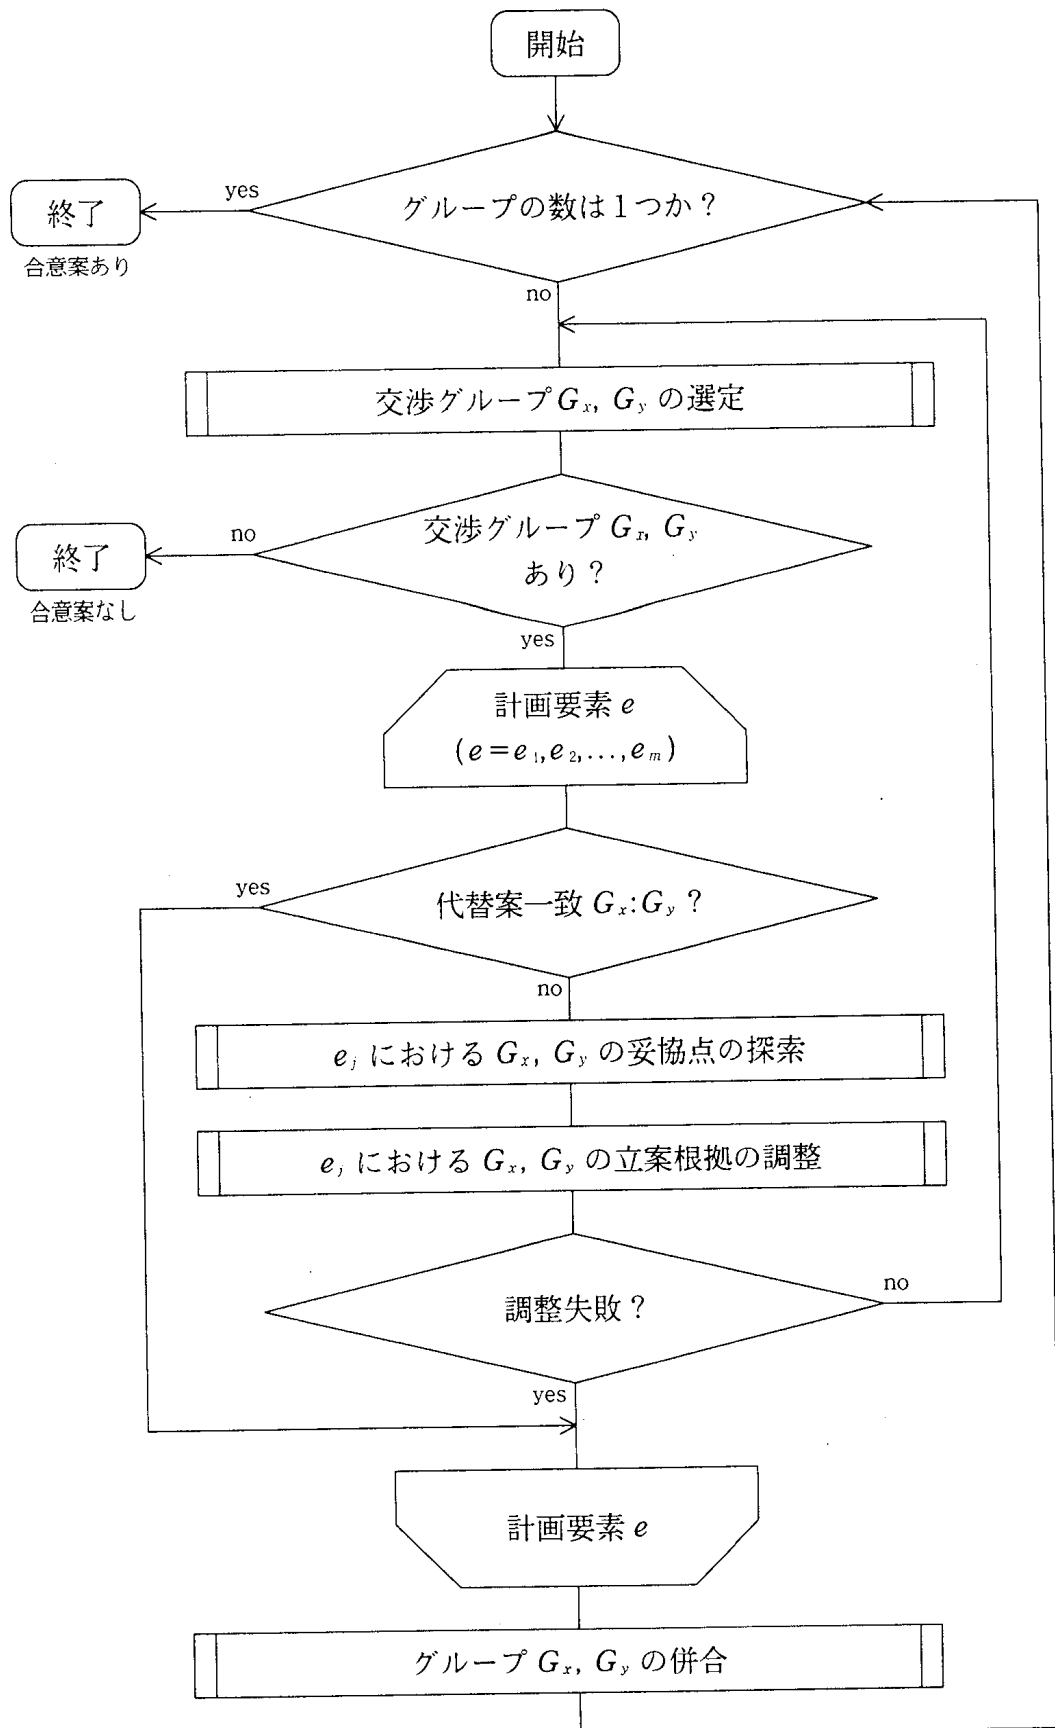 開始
グループの数は1つか？
yes
終了
合意案あり
no
交渉グループ Gx, Gy の選定
交渉グループ Gx, Gy
あり？
no
終了
合意案なし
yes
計画要素 e
(e=e1,e2,...,em)
代替案一致 Gx:Gy ？
yes
no
ej における Gx, Gy の妥協点の探索
ej における Gx, Gy の立案根拠の調整
調整失敗？
no
yes
計画要素 e
グループ Gx, Gy の併合